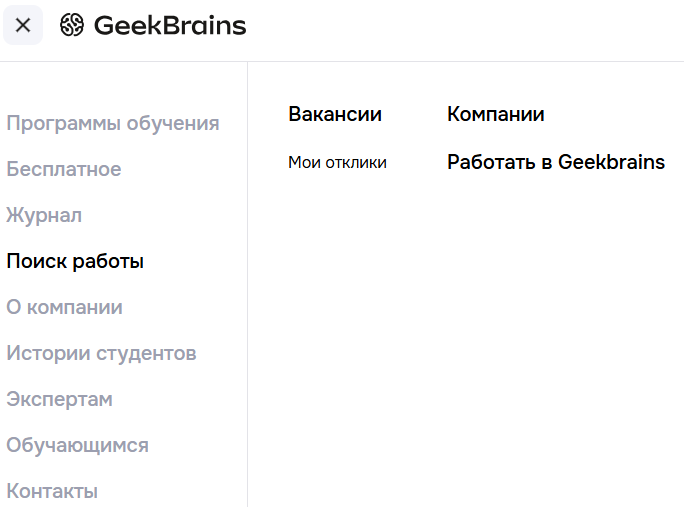 GeekBrains
Программы обучения
Бесплатное
Журнал
Поиск работы
О компании
Истории студентов
Экспертам
Обучающимся
Контакты
Вакансии
Мои отклики
Компании
Работать в Geekbrains